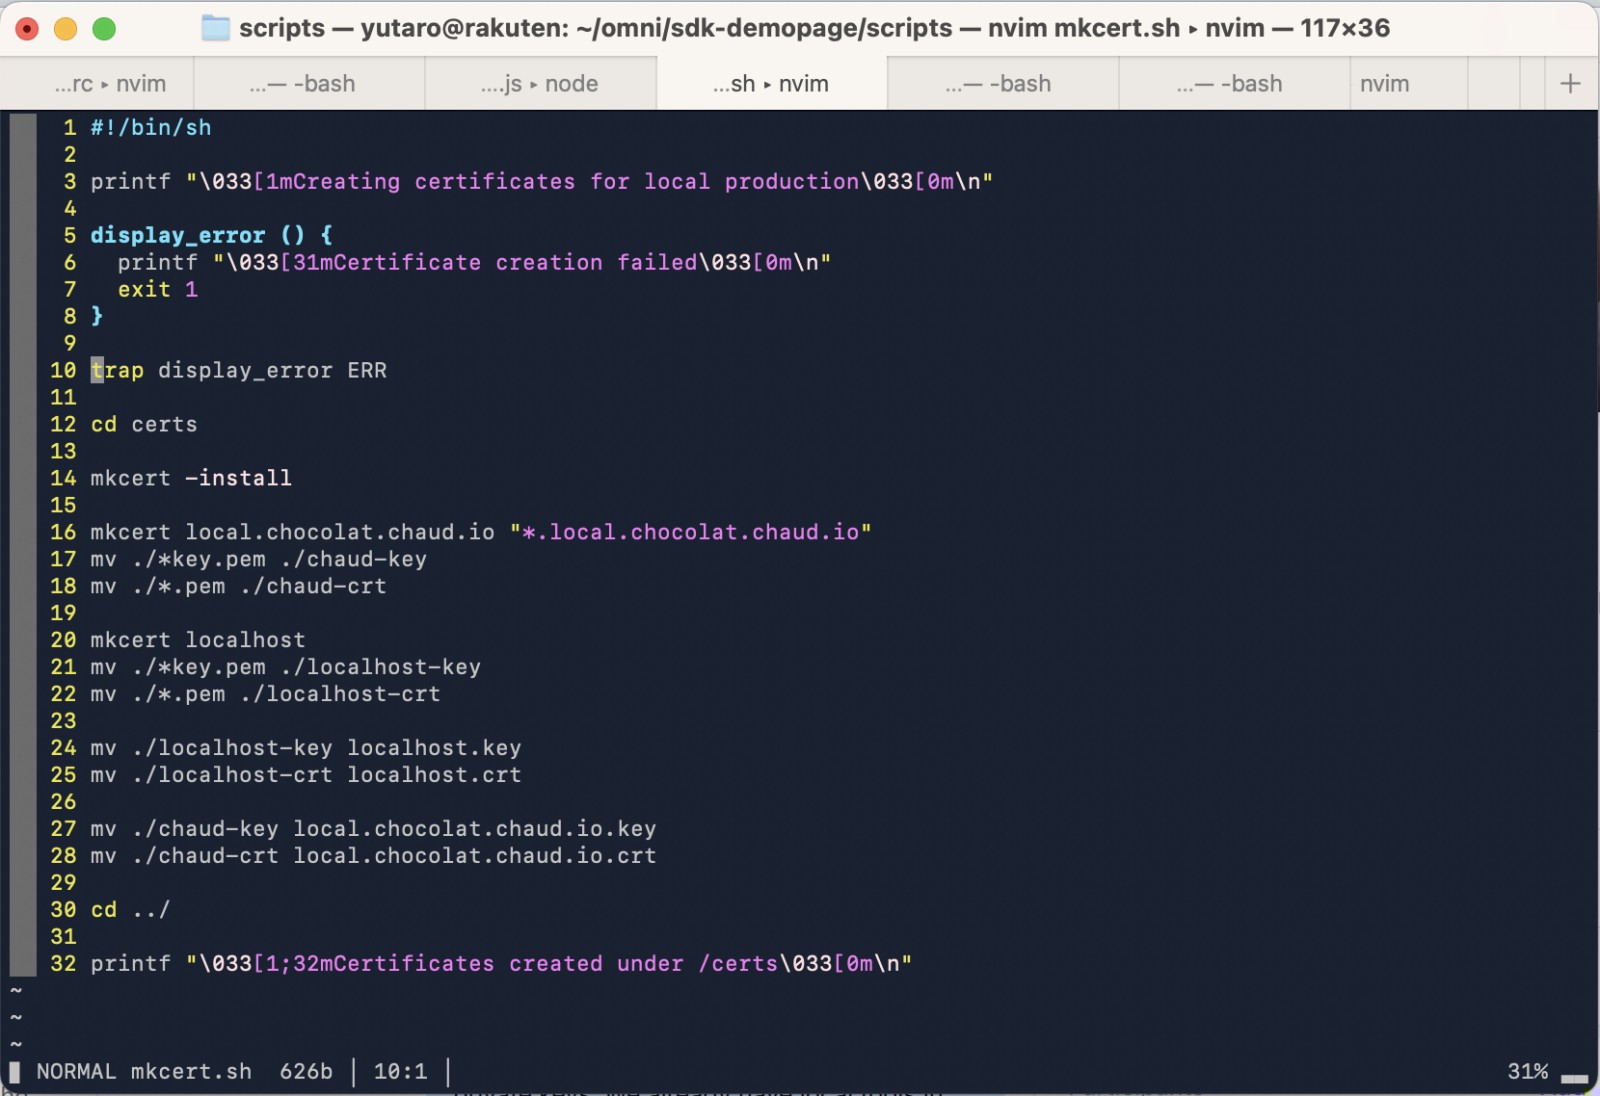 scripts — yutaro@rakuten: ~/omni/sdk-demopage/scripts — nvim mkcert.sh ▸ nvim — 117×36
...rc ▸ nvim ...— -bash ....js ▸ node ...sh ▸ nvim ...— -bash ...— -bash nvim +
1 #!/bin/sh
2
3 printf "\033[1mCreating certificates for local production\033[0m\n"
4
5 display_error () {
6   printf "\033[31mCertificate creation failed\033[0m\n"
7   exit 1
8 }
9
10 trap display_error ERR
11
12 cd certs
13
14 mkcert -install
15
16 mkcert local.chocolat.chaud.io "*.local.chocolat.chaud.io"
17 mv ./*key.pem ./chaud-key
18 mv ./*.pem ./chaud-crt
19
20 mkcert localhost
21 mv ./*key.pem ./localhost-key
22 mv ./*.pem ./localhost-crt
23
24 mv ./localhost-key localhost.key
25 mv ./localhost-crt localhost.crt
26
27 mv ./chaud-key local.chocolat.chaud.io.key
28 mv ./chaud-crt local.chocolat.chaud.io.crt
29
30 cd ../
31
32 printf "\033[1;32mCertificates created under /certs\033[0m\n"
~
~
~
NORMAL mkcert.sh 626b | 10:1 | 31%